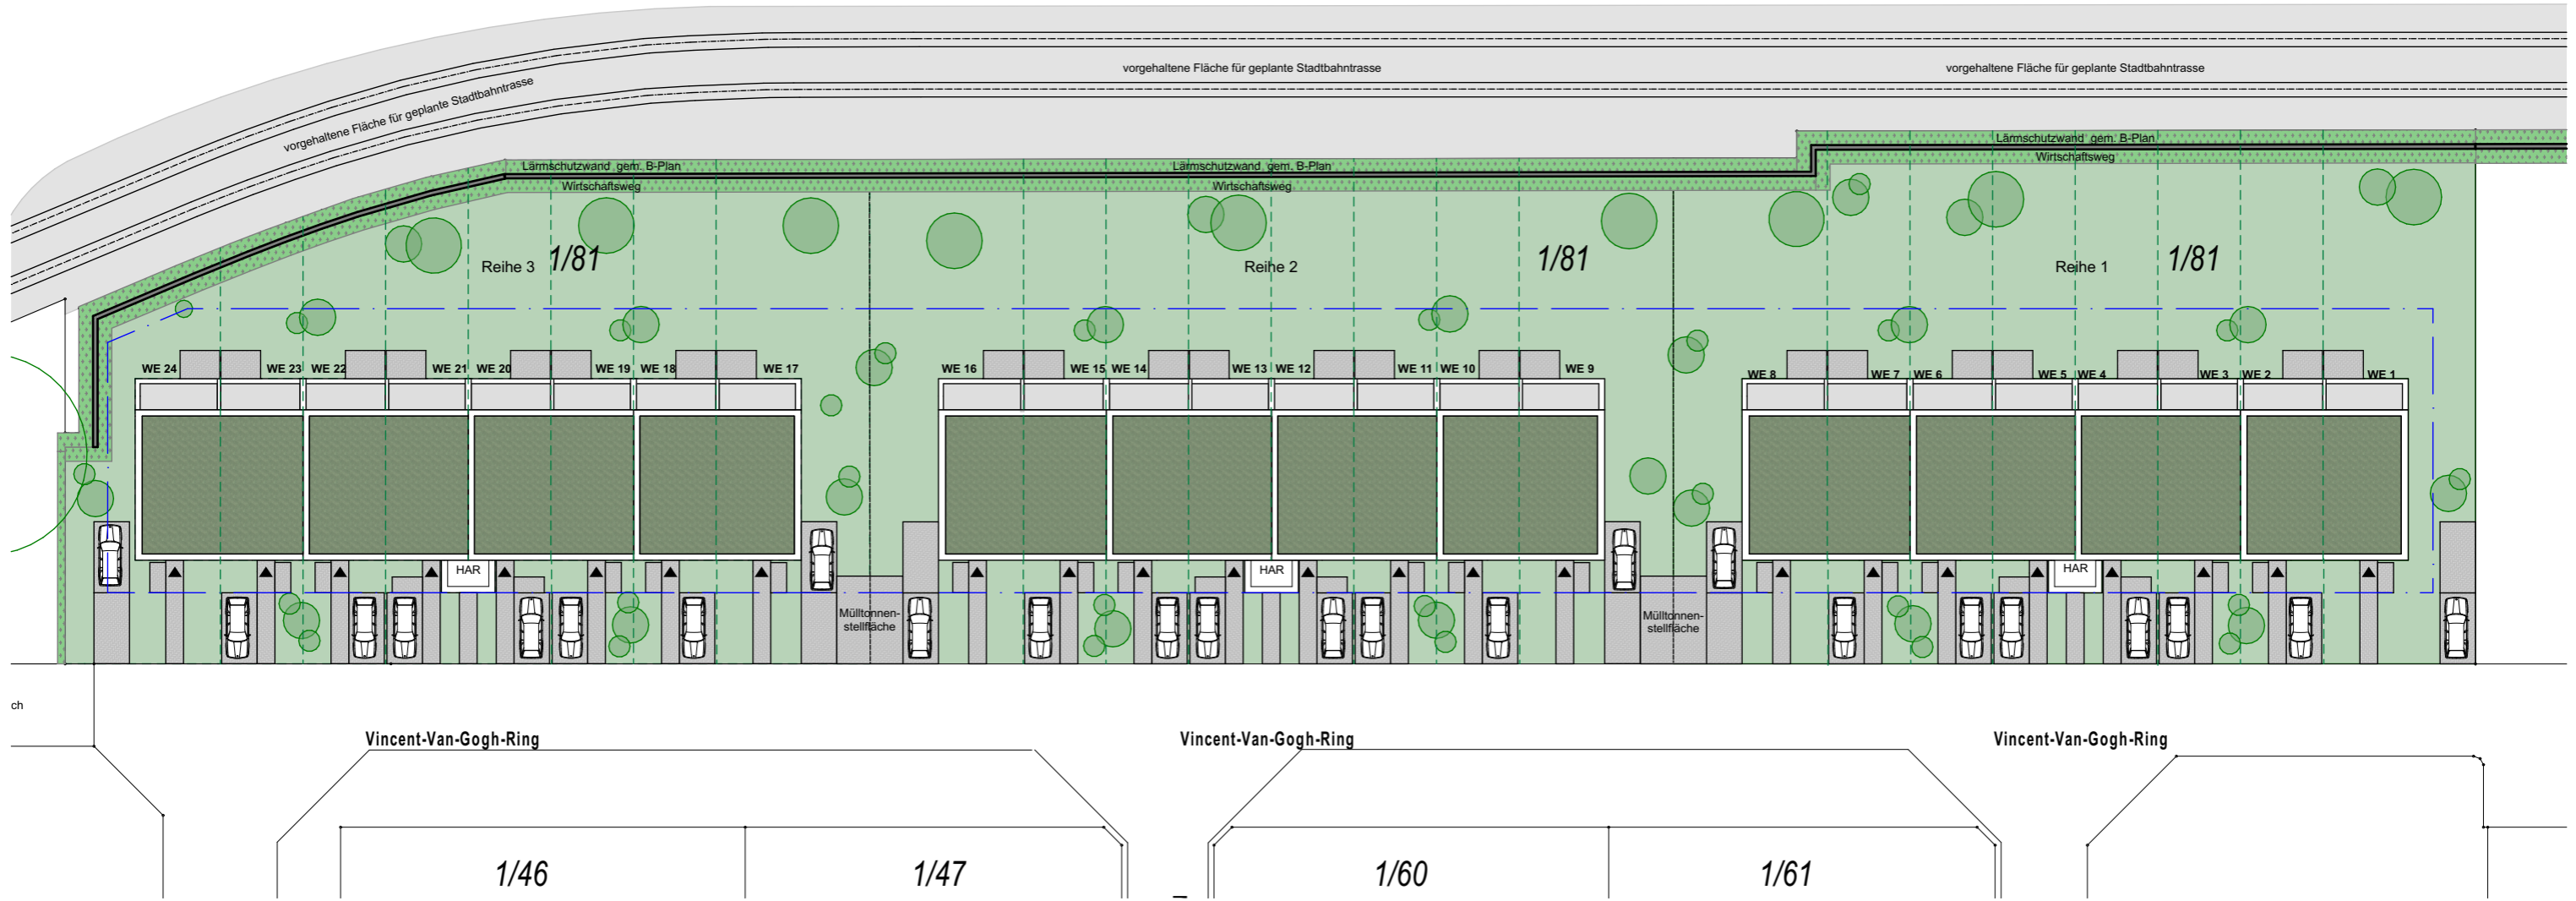 vorgehaltene Fläche für geplante Stadtbahntrasse
vorgehaltene Fläche für geplante Stadtbahntrasse
vorgehaltene Fläche für geplante Stadtbahntrasse
Lärmschutzwand gem. B-Plan
Wirtschaftsweg
Lärmschutzwand gem. B-Plan
Wirtschaftsweg
Lärmschutzwand gem. B-Plan
Wirtschaftsweg
Reihe 3 1/81
Reihe 2 1/81
Reihe 1 1/81
WE 24 WE 23 WE 22 WE 21 WE 20 WE 19 WE 18 WE 17
WE 16 WE 15 WE 14 WE 13 WE 12 WE 11 WE 10 WE 9
WE 8 WE 7 WE 6 WE 5 WE 4 WE 3 WE 2 WE 1
HAR
HAR
HAR
Mülltonnen-
stellfläche
Mülltonnen-
stellfläche
ch
Vincent-Van-Gogh-Ring
Vincent-Van-Gogh-Ring
Vincent-Van-Gogh-Ring
1/46
1/47
1/60
1/61